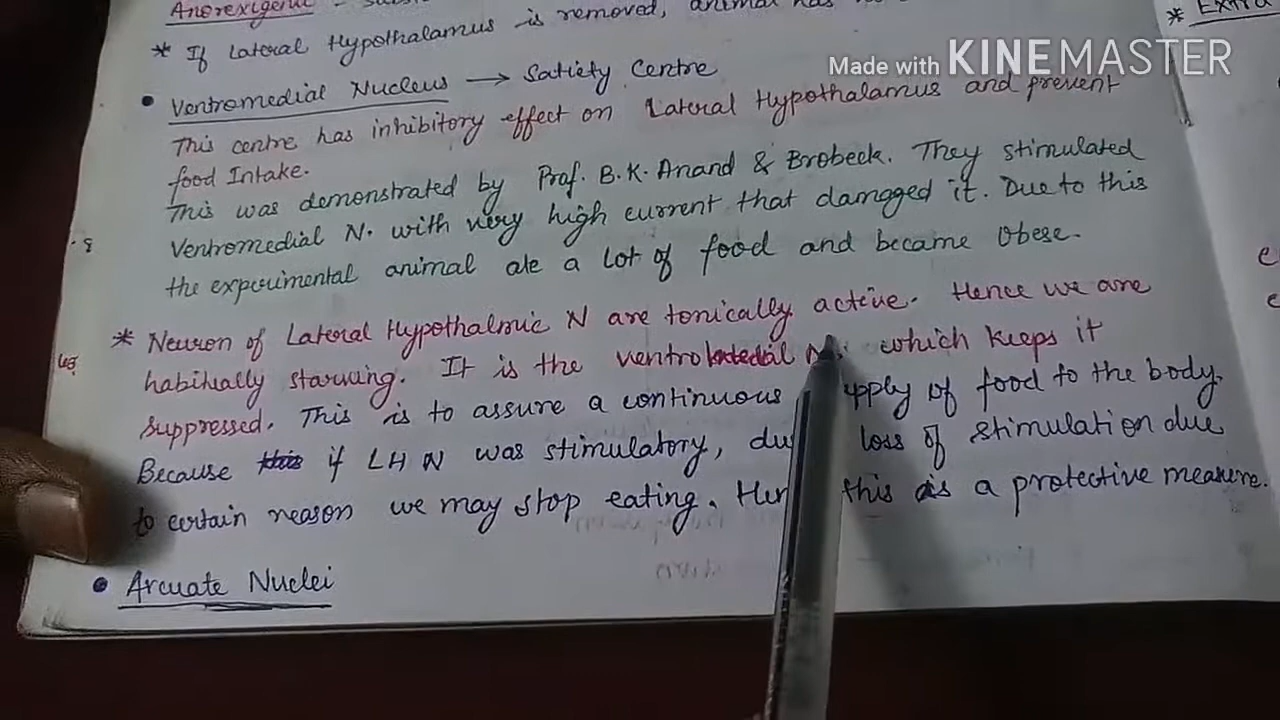 Anorexigenic -
* If Lateral Hypothalamus is removed, animal has
* Extra
Made with KINEMASTER
• Ventromedial Nucleus → Satiety Centre
This centre has inhibitory effect on Lateral Hypothalamus and prevent
food Intake.
This was demonstrated by Prof. B.K. Anand & Brobeck. They stimulated
Ventromedial N. with very high current that damaged it. Due to this
the experimental animal ate a lot of food and became Obese.
* Neuron of Lateral Hypothalmic N are tonically active. Hence we are
habitually starving. It is the ventromedial N. which keeps it
suppressed. This is to assure a continuous supply of food to the body.
Because if LH N was stimulatory, du loss of stimulation due
to certain reason we may stop eating. Hen this is a protective measure.
• Arcuate Nuclei